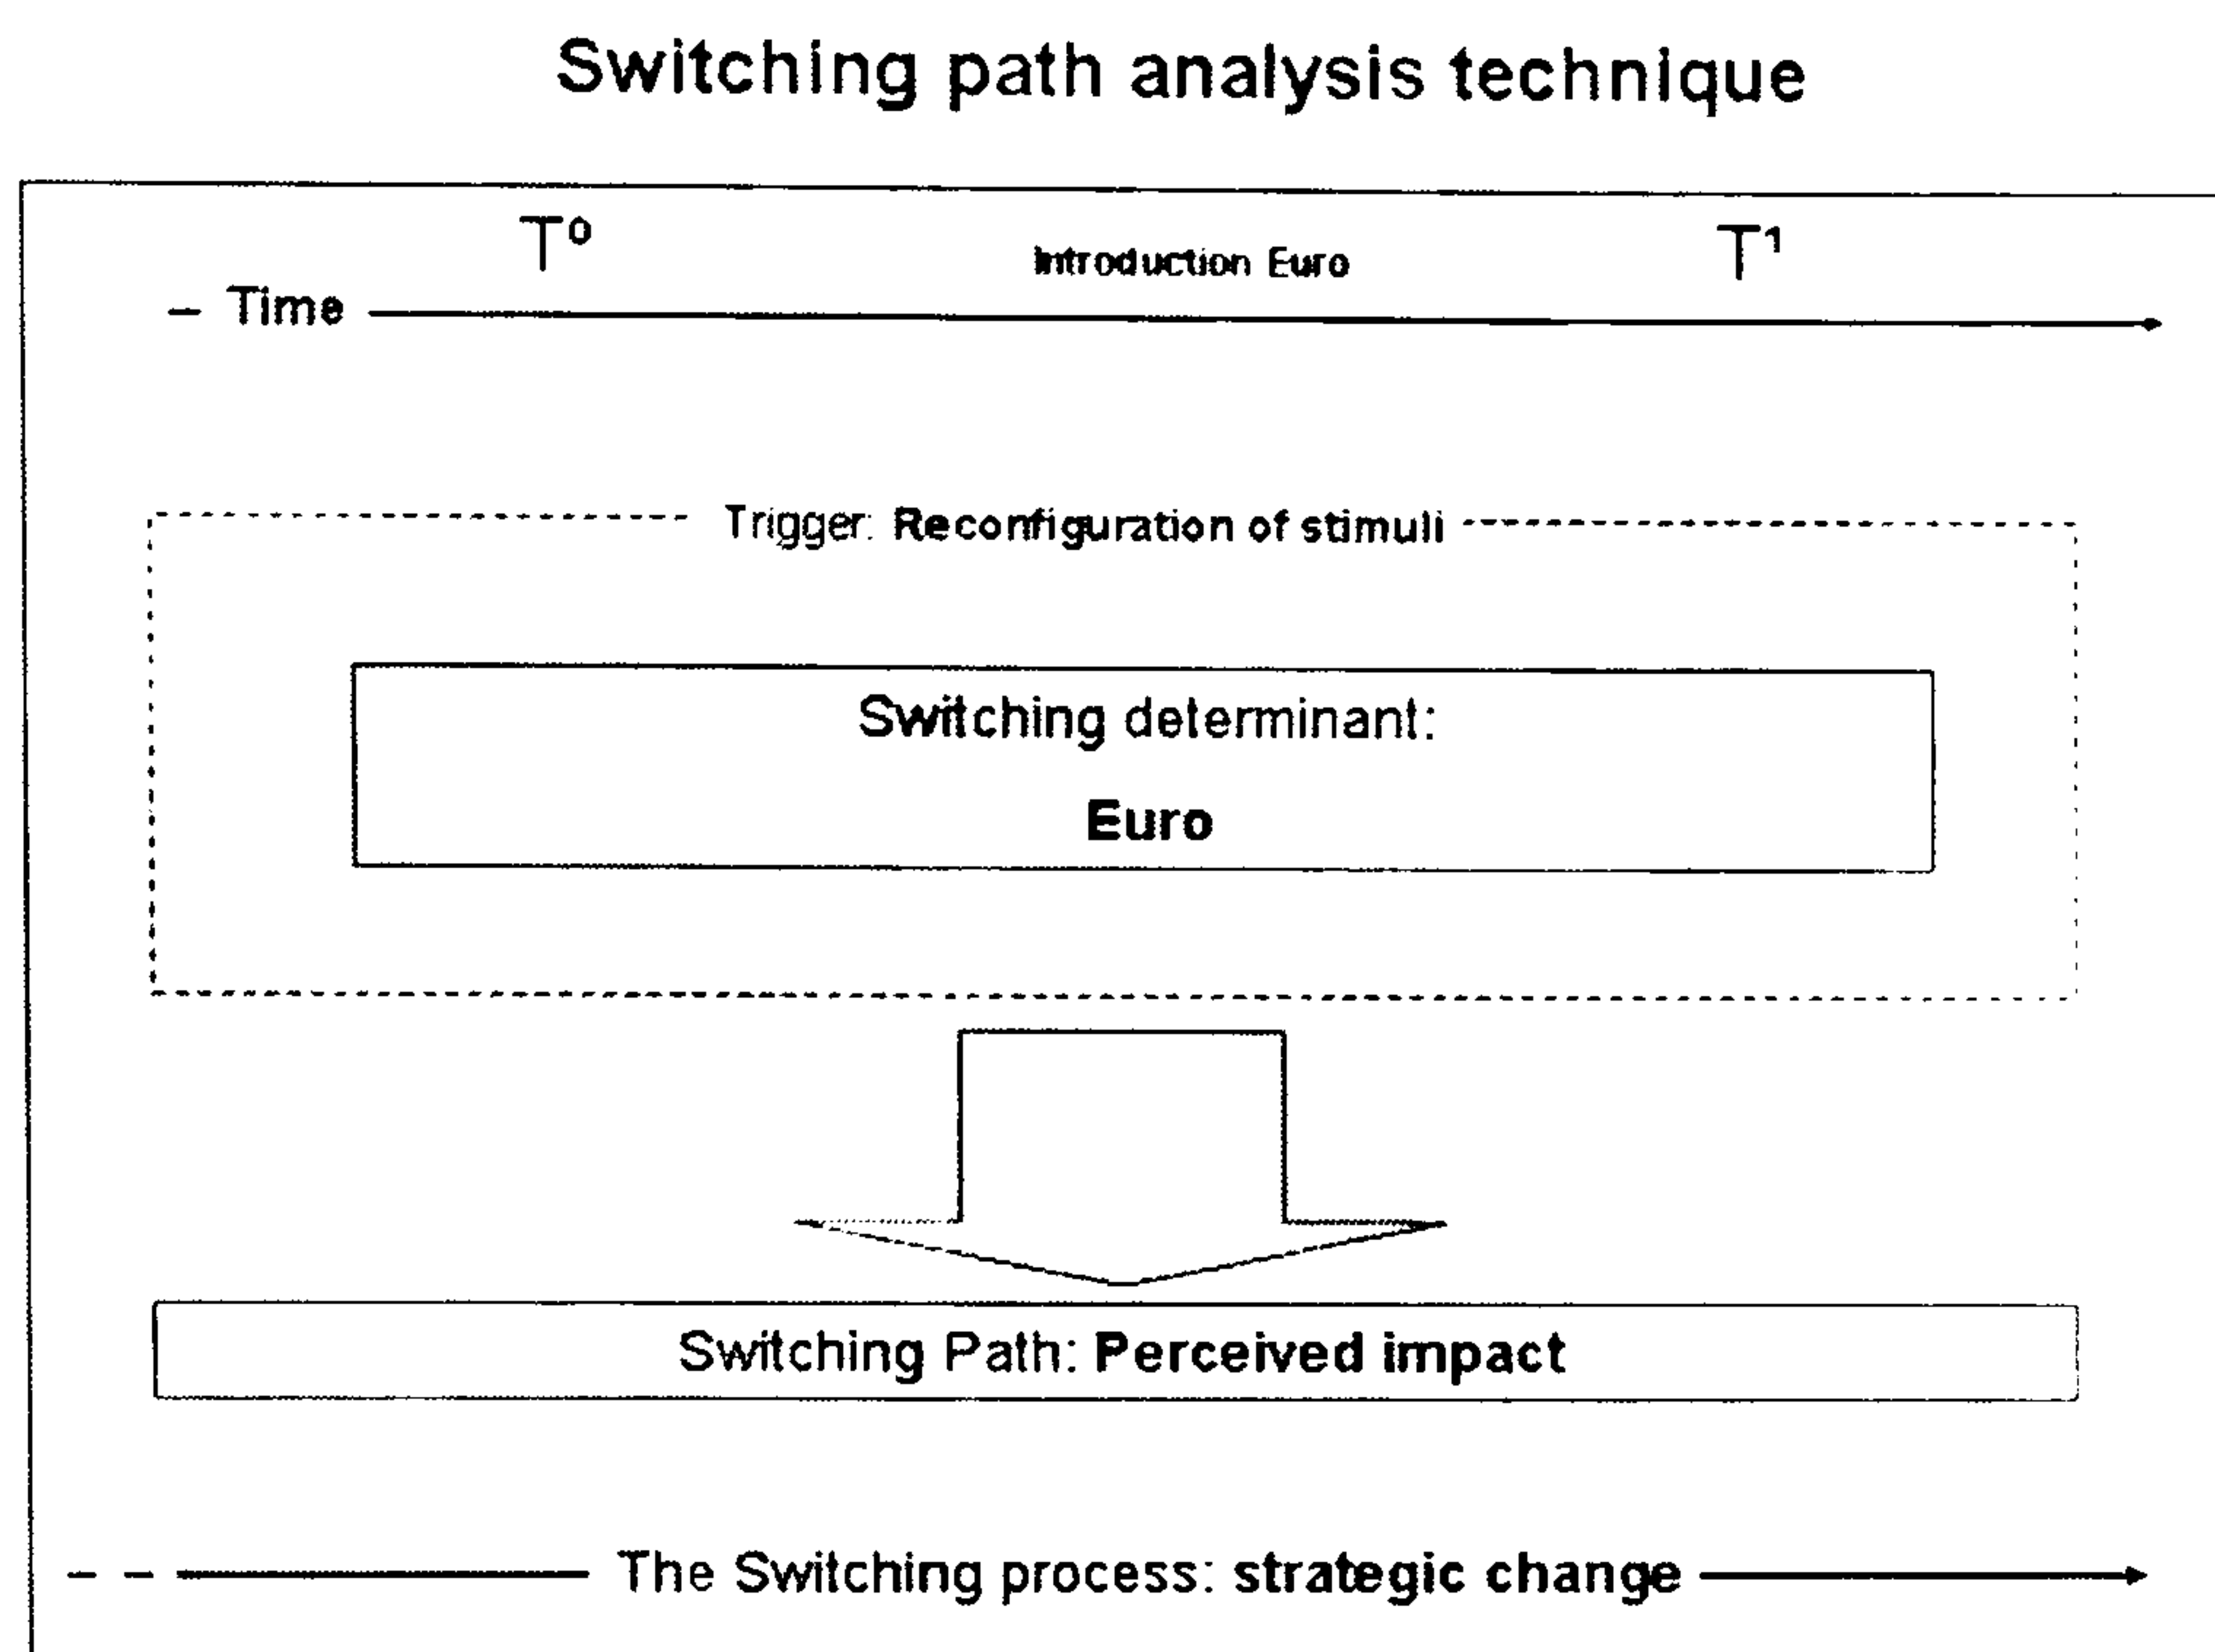 Switching path analysis technique
T⁰ Introduction Euro T¹
– Time
Trigger: Reconfiguration of stimuli
Switching determinant:
Euro
Switching Path: Perceived impact
The Switching process: strategic change